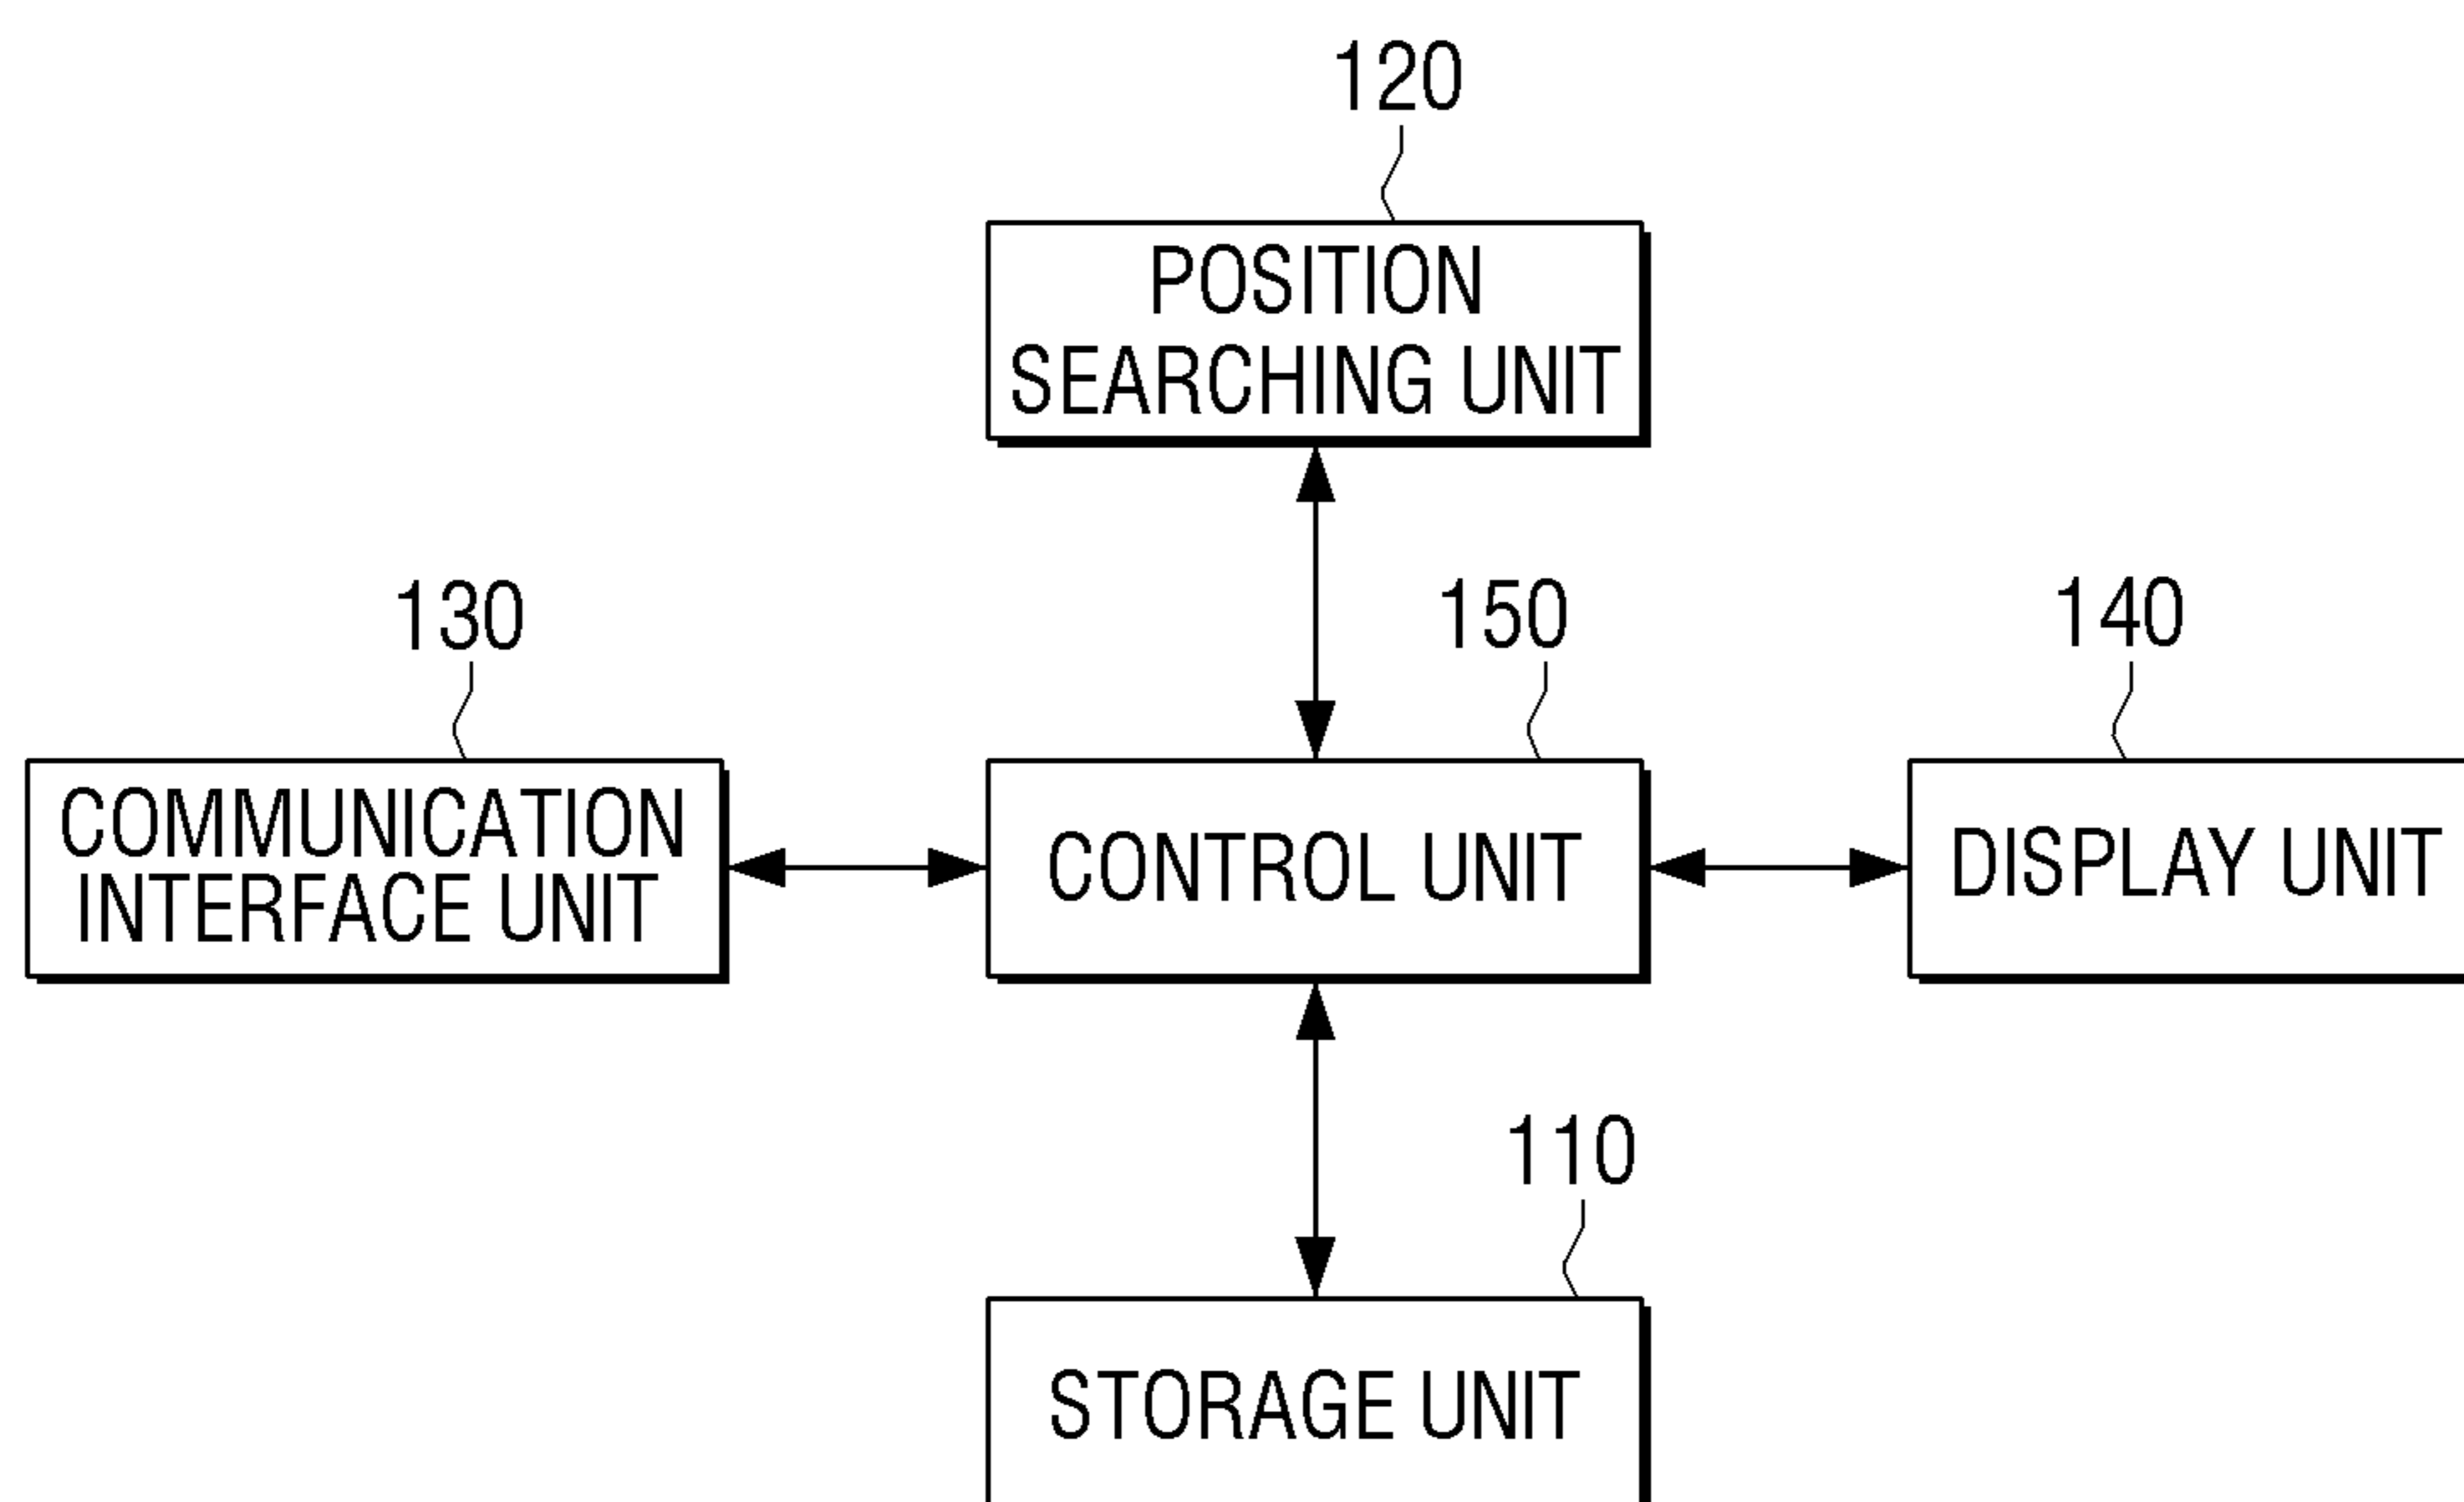 120
POSITION
SEARCHING UNIT
130
150
140
COMMUNICATION
INTERFACE UNIT
CONTROL UNIT
DISPLAY UNIT
110
STORAGE UNIT